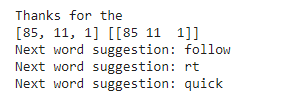 Thanks for the
[85, 11, 1] [[85 11  1]]
Next word suggestion: follow
Next word suggestion: rt
Next word suggestion: quick